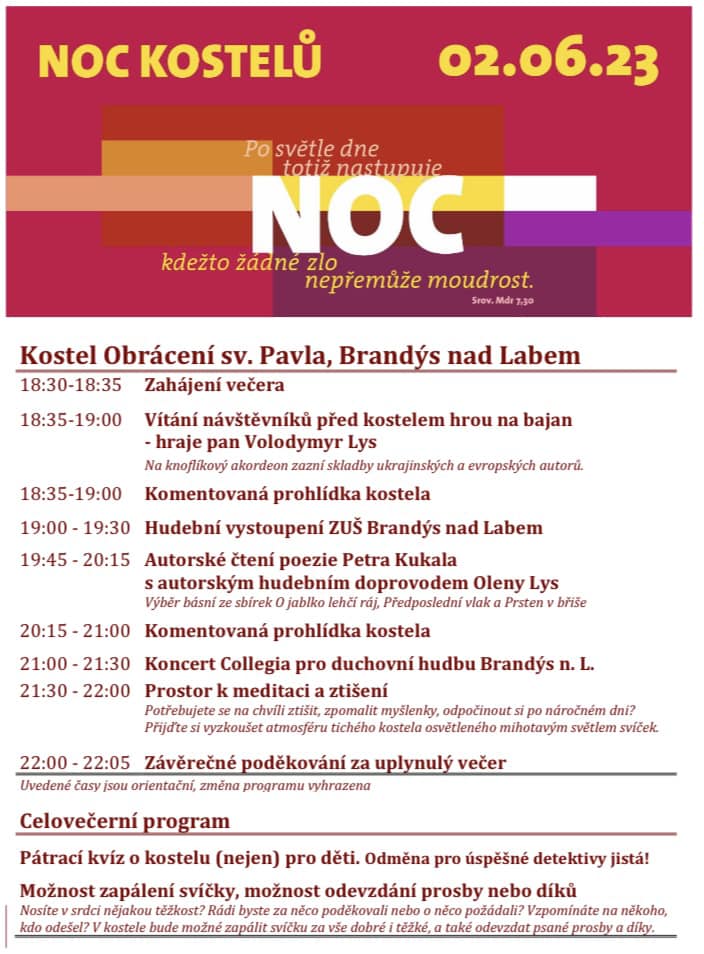 NOC KOSTELŮ
02.06.23
Po světle dne
totiž nastupuje
NOC
kdežto žádné zlo
nepřemůže moudrost.
Srov. Mdr 7,30
Kostel Obrácení sv. Pavla, Brandýs nad Labem
18:30-18:35 Zahájení večera
18:35-19:00 Vítání návštěvníků před kostelem hrou na bajan
- hraje pan Volodymyr Lys
Na knoflíkový akordeon zazní skladby ukrajinských a evropských autorů.
18:35-19:00 Komentovaná prohlídka kostela
19:00 - 19:30 Hudební vystoupení ZUŠ Brandýs nad Labem
19:45 - 20:15 Autorské čtení poezie Petra Kukala
s autorským hudebním doprovodem Oleny Lys
Výběr básní ze sbírek O jablko lehčí ráj, Předposlední vlak a Prsten v břiše
20:15 - 21:00 Komentovaná prohlídka kostela
21:00 - 21:30 Koncert Collegia pro duchovní hudbu Brandýs n. L.
21:30 - 22:00 Prostor k meditaci a ztišení
Potřebujete se na chvíli ztišit, zpomalit myšlenky, odpočinout si po náročném dni?
Přijďte si vyzkoušet atmosféru tichého kostela osvětleného mihotavým světlem svíček.
22:00 - 22:05 Závěrečné poděkování za uplynulý večer
Uvedené časy jsou orientační, změna programu vyhrazena
Celovečerní program
Pátrací kvíz o kostelu (nejen) pro děti. Odměna pro úspěšné detektivy jistá!
Možnost zapálení svíčky, možnost odevzdání prosby nebo díků
Nosíte v srdci nějakou těžkost? Rádi byste za něco poděkovali nebo o něco požádali? Vzpomínáte na někoho,
kdo odešel? V kostele bude možné zapálit svíčku za vše dobré i těžké, a také odevzdat psané prosby a díky.